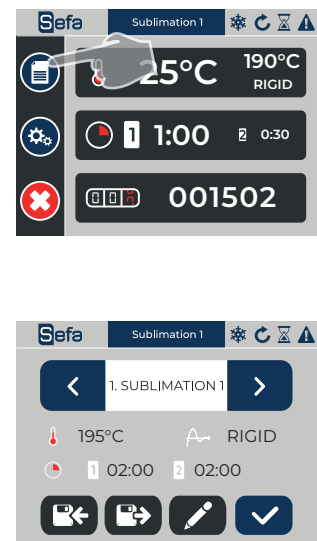 Sefa Sublimation 1
25°C 190°C
RIGID
1 1:00 2 0:30
001 001502
Sefa Sublimation 1
1. SUBLIMATION 1
195°C RIGID
1 02:00 2 02:00